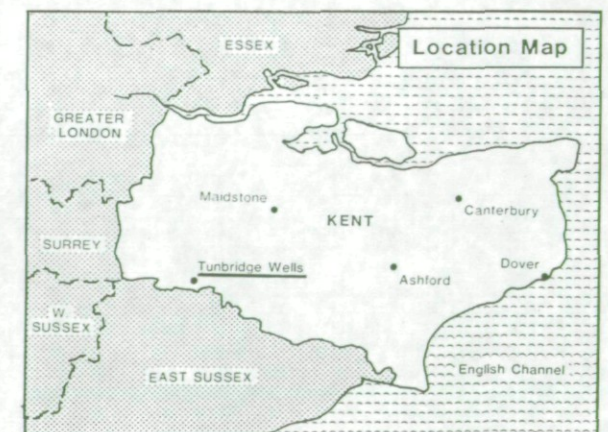 Location Map
ESSEX
GREATER
LONDON
Maidstone
KENT
Canterbury
SURREY
Tunbridge Wells
Ashford
Dover
W.
SUSSEX
EAST SUSSEX
English Channel